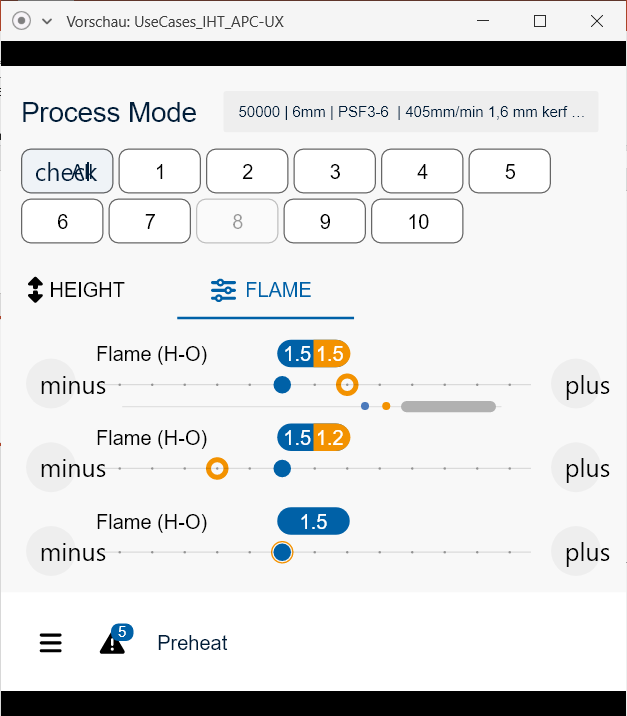 Vorschau: UseCases_IHT_APC-UX
Process Mode
50000 | 6mm | PSF3-6 | 405mm/min 1,6 mm kerf ...
check All 1 2 3 4 5
6 7 8 9 10
HEIGHT FLAME
Flame (H-O) 1.5 1.5
minus plus
Flame (H-O) 1.5 1.2
minus plus
Flame (H-O) 1.5
minus plus
5
Preheat